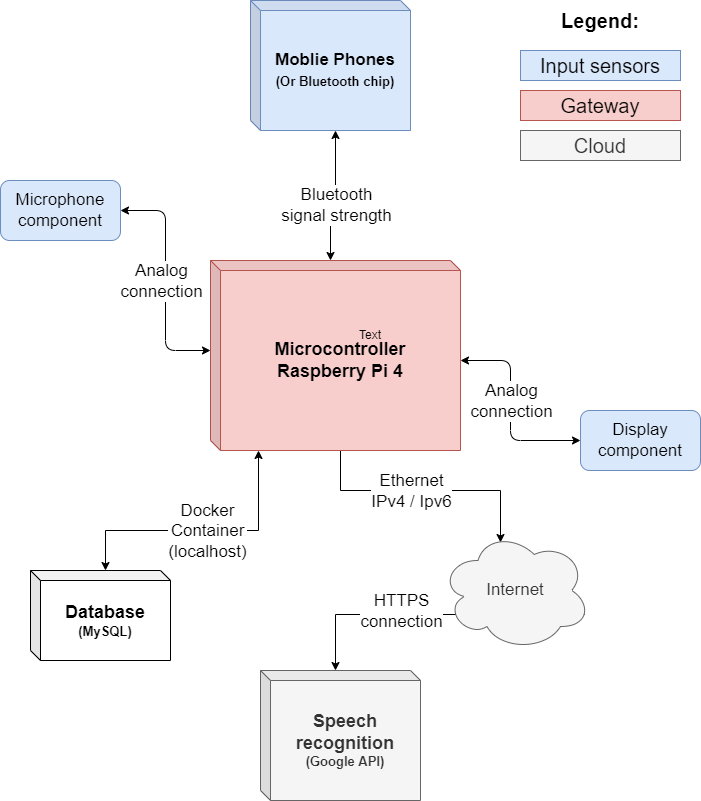 Legend:
Input sensors
Gateway
Cloud
Moblie Phones
(Or Bluetooth chip)
Bluetooth
signal strength
Microphone
component
Analog
connection
Text
Microcontroller
Raspberry Pi 4
Analog
connection
Display
component
Docker
Container
(localhost)
Ethernet
IPv4 / Ipv6
Database
(MySQL)
Internet
HTTPS
connection
Speech
recognition
(Google API)